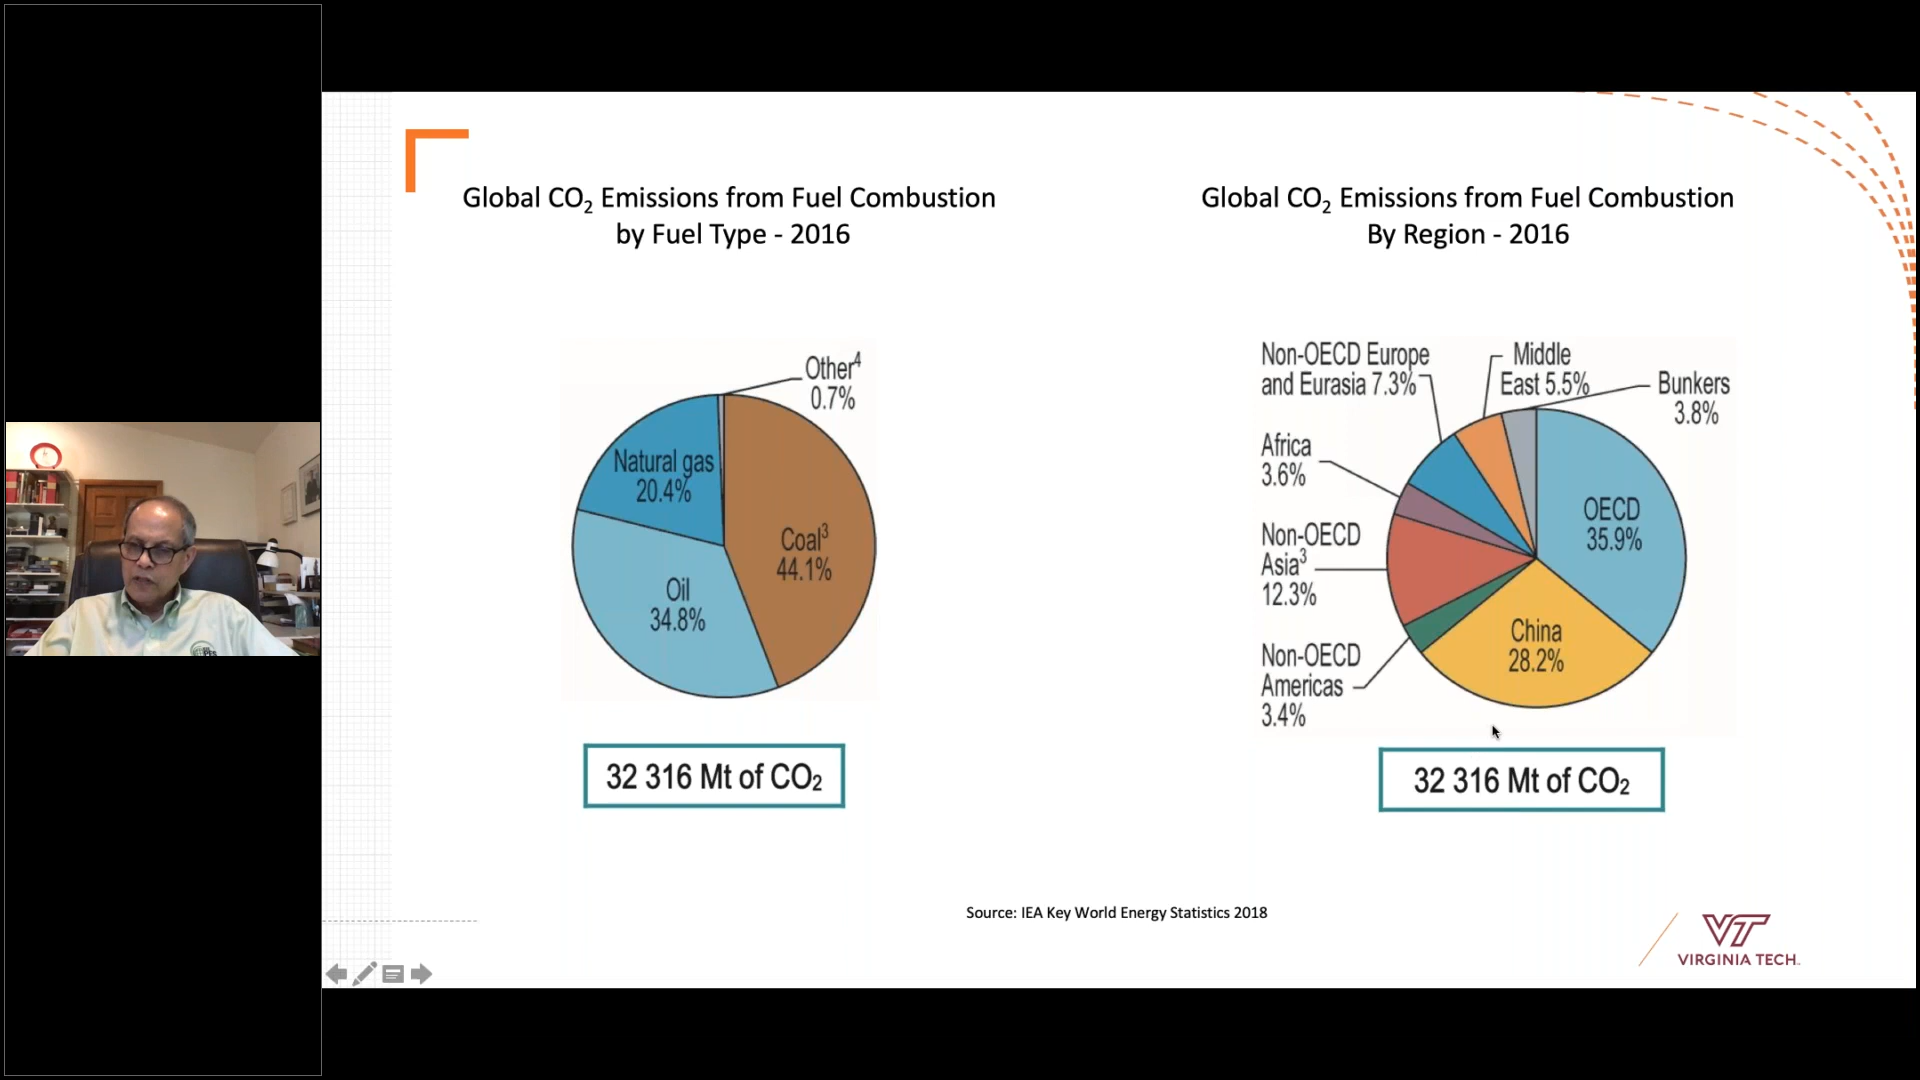 Global CO₂ Emissions from Fuel Combustion
by Fuel Type - 2016
Other⁴
0.7%
Natural gas
20.4%
Coal³
44.1%
Oil
34.8%
32 316 Mt of CO₂
Global CO₂ Emissions from Fuel Combustion
By Region - 2016
Non-OECD Europe
and Eurasia 7.3%
Middle
East 5.5%
Bunkers
3.8%
Africa
3.6%
OECD
35.9%
Non-OECD
Asia³
12.3%
China
28.2%
Non-OECD
Americas
3.4%
32 316 Mt of CO₂
Source: IEA Key World Energy Statistics 2018
VT
VIRGINIA TECH